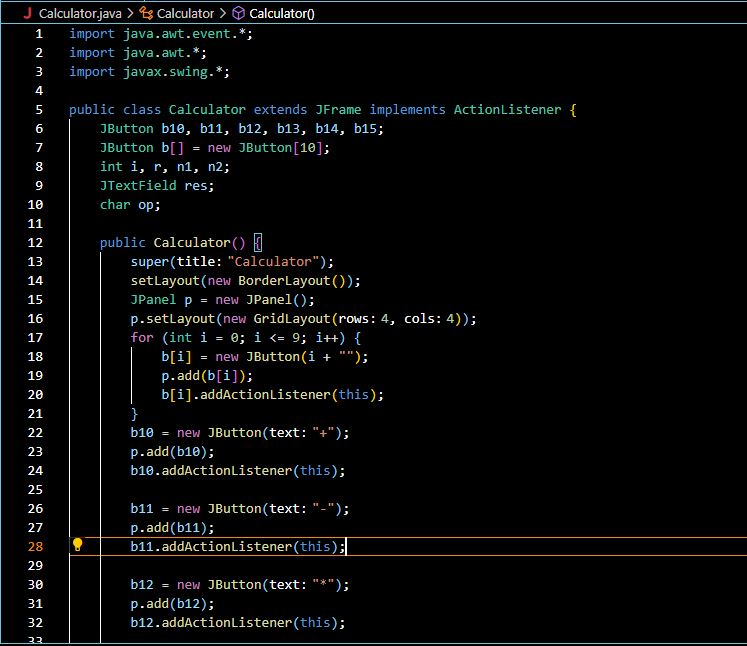 Calculator.java > Calculator > Calculator()
1 import java.awt.event.*;
2 import java.awt.*;
3 import javax.swing.*;
4
5 public class Calculator extends JFrame implements ActionListener {
6 JButton b10, b11, b12, b13, b14, b15;
7 JButton b[] = new JButton[10];
8 int i, r, n1, n2;
9 JTextField res;
10 char op;
11
12 public Calculator() {
13 super(title: "Calculator");
14 setLayout(new BorderLayout());
15 JPanel p = new JPanel();
16 p.setLayout(new GridLayout(rows: 4, cols: 4));
17 for (int i = 0; i <= 9; i++) {
18 b[i] = new JButton(i + "");
19 p.add(b[i]);
20 b[i].addActionListener(this);
21 }
22 b10 = new JButton(text: "+");
23 p.add(b10);
24 b10.addActionListener(this);
25
26 b11 = new JButton(text: "-");
27 p.add(b11);
28 b11.addActionListener(this);
29
30 b12 = new JButton(text: "*");
31 p.add(b12);
32 b12.addActionListener(this);
33